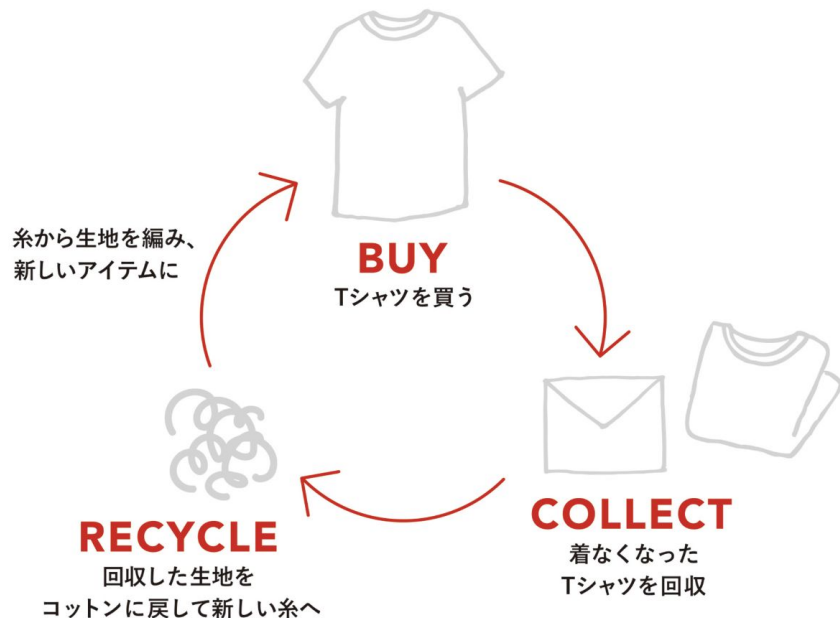 BUY
Tシャツを買う
COLLECT
着なくなった
Tシャツを回収
RECYCLE
回収した生地を
コットンに戻して新しい糸へ
糸から生地を編み、
新しいアイテムに